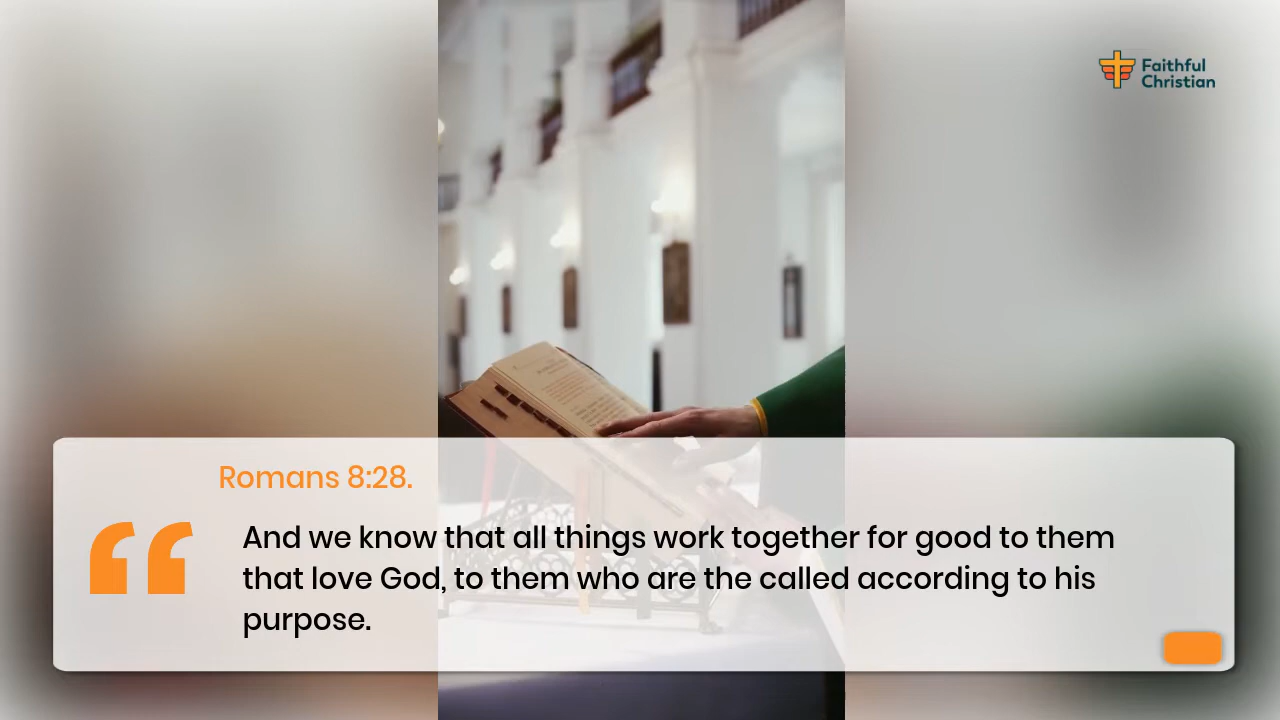 Faithful
Christian
Romans 8:28.
And we know that all things work together for good to them
that love God, to them who are the called according to his
purpose.